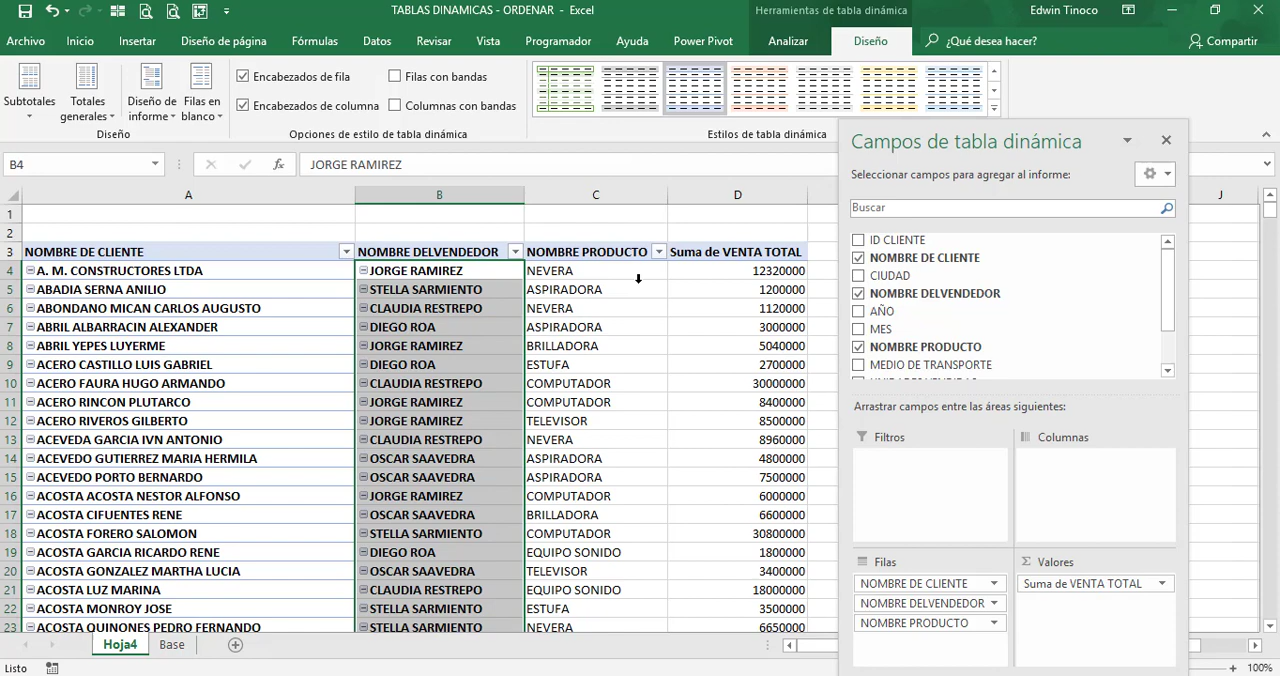 TABLAS DINAMICAS - ORDENAR - Excel
Herramientas de tabla dinámica
Edwin Tinoco
Archivo Inicio Insertar Diseño de página Fórmulas Datos Revisar Vista Programador Ayuda Power Pivot Analizar Diseño ¿Qué desea hacer? Compartir
Encabezados de fila Filas con bandas
Encabezados de columna Columnas con bandas
Subtotales Totales generales Diseño de informe Filas en blanco
Diseño Opciones de estilo de tabla dinámica Estilos de tabla dinámica
B4 fx JORGE RAMIREZ
A B C D J
1
2
3 NOMBRE DE CLIENTE NOMBRE DELVENDEDOR NOMBRE PRODUCTO Suma de VENTA TOTAL
4 A. M. CONSTRUCTORES LTDA JORGE RAMIREZ NEVERA 12320000
5 ABADIA SERNA ANILIO STELLA SARMIENTO ASPIRADORA 1200000
6 ABONDANO MICAN CARLOS AUGUSTO CLAUDIA RESTREPO NEVERA 1120000
7 ABRIL ALBARRACIN ALEXANDER DIEGO ROA ASPIRADORA 3000000
8 ABRIL YEPES LUYERME JORGE RAMIREZ BRILLADORA 5040000
9 ACERO CASTILLO LUIS GABRIEL DIEGO ROA ESTUFA 2700000
10 ACERO FAURA HUGO ARMANDO CLAUDIA RESTREPO COMPUTADOR 30000000
11 ACERO RINCON PLUTARCO JORGE RAMIREZ COMPUTADOR 8400000
12 ACERO RIVEROS GILBERTO JORGE RAMIREZ TELEVISOR 8500000
13 ACEVEDA GARCIA IVN ANTONIO CLAUDIA RESTREPO NEVERA 8960000
14 ACEVEDO GUTIERREZ MARIA HERMILA OSCAR SAAVEDRA ASPIRADORA 4800000
15 ACEVEDO PORTO BERNARDO OSCAR SAAVEDRA ASPIRADORA 7500000
16 ACOSTA ACOSTA NESTOR ALFONSO JORGE RAMIREZ COMPUTADOR 6000000
17 ACOSTA CIFUENTES RENE OSCAR SAAVEDRA BRILLADORA 6600000
18 ACOSTA FORERO SALOMON STELLA SARMIENTO COMPUTADOR 30800000
19 ACOSTA GARCIA RICARDO RENE DIEGO ROA EQUIPO SONIDO 1800000
20 ACOSTA GONZALEZ MARTHA LUCIA OSCAR SAAVEDRA TELEVISOR 3400000
21 ACOSTA LUZ MARINA CLAUDIA RESTREPO EQUIPO SONIDO 18000000
22 ACOSTA MONROY JOSE STELLA SARMIENTO ESTUFA 3500000
23 ACOSTA QUINONES PEDRO FERNANDO STELLA SARMIENTO NEVERA 6650000
Campos de tabla dinámica
Seleccionar campos para agregar al informe:
Buscar
ID CLIENTE
NOMBRE DE CLIENTE
CIUDAD
NOMBRE DELVENDEDOR
AÑO
MES
NOMBRE PRODUCTO
MEDIO DE TRANSPORTE
Arrastrar campos entre las áreas siguientes:
Filtros Columnas
Filas Σ Valores
NOMBRE DE CLIENTE Suma de VENTA TOTAL
NOMBRE DELVENDEDOR
NOMBRE PRODUCTO
Hoja4 Base
Listo 100%